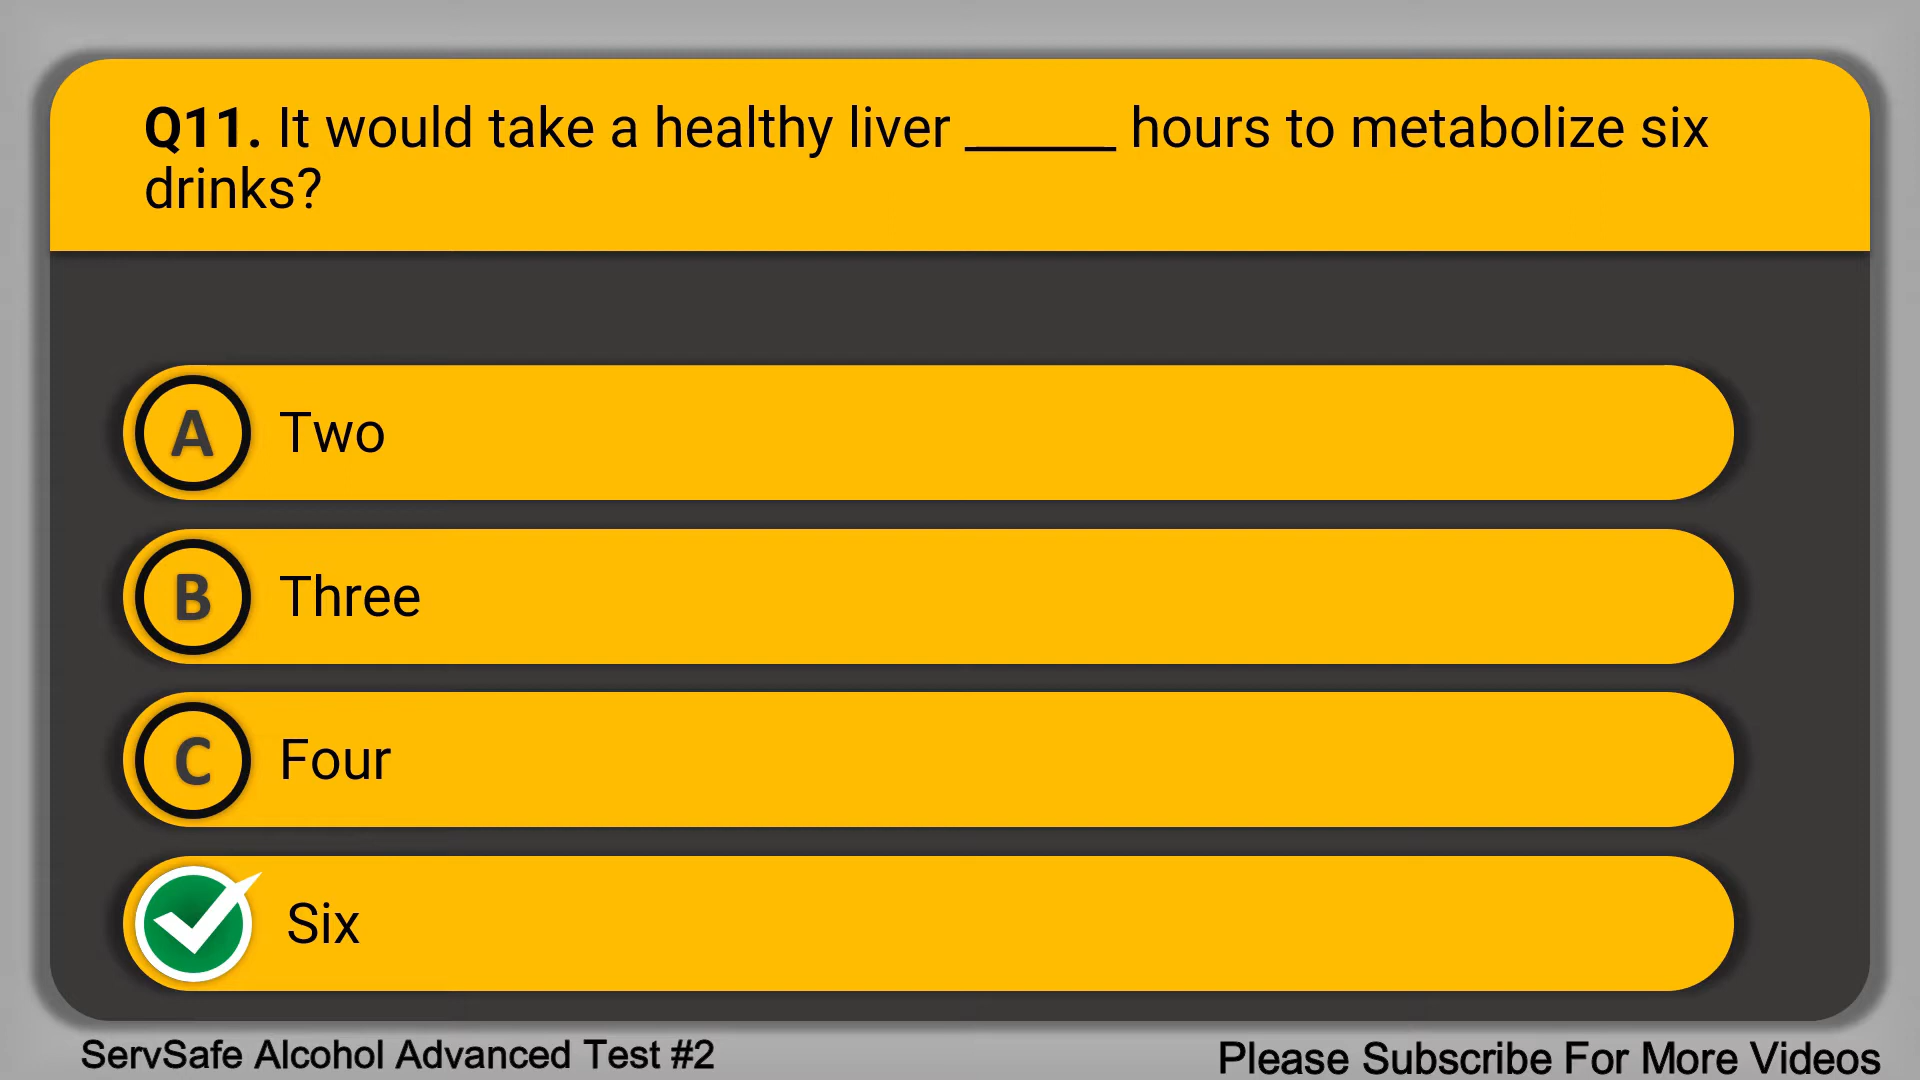 Q11. It would take a healthy liver ______ hours to metabolize six
drinks?
A Two
B Three
C Four
Six
ServSafe Alcohol Advanced Test #2
Please Subscribe For More Videos